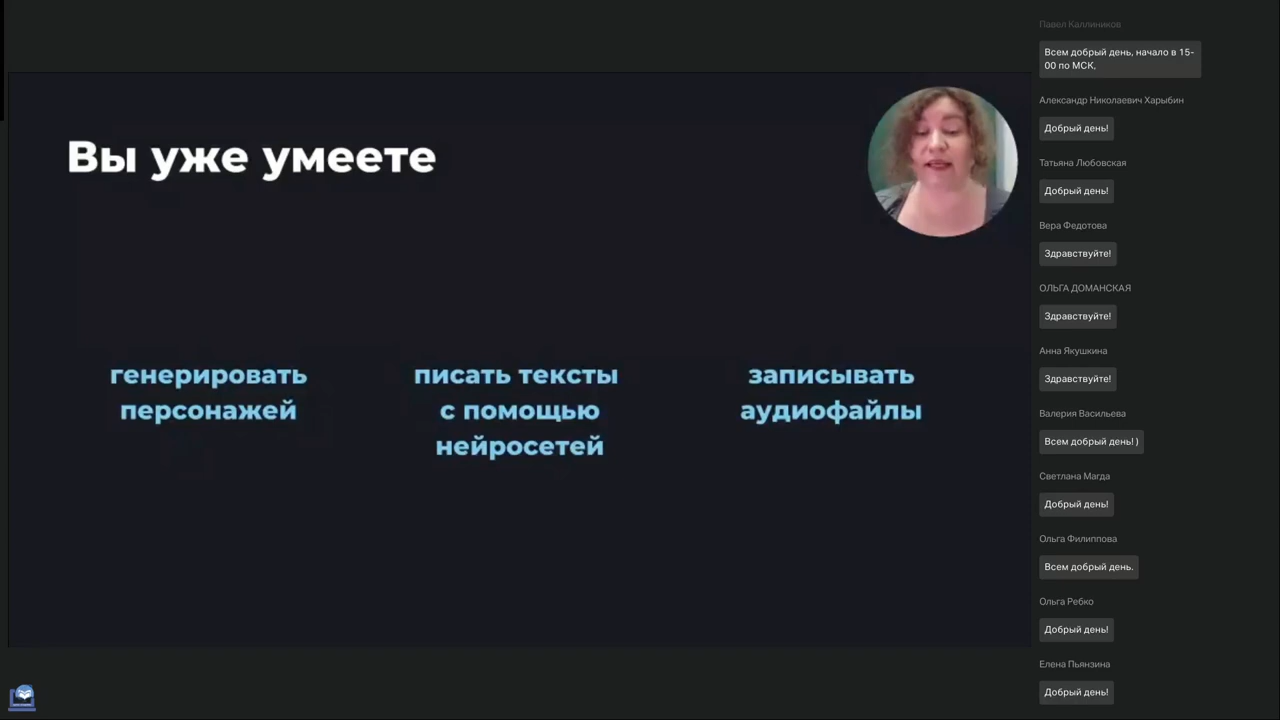 Вы уже умеете
генерировать
персонажей
писать тексты
с помощью
нейросетей
записывать
аудиофайлы
Павел Каллиников
Всем добрый день, начало в 15-
00 по МСК,
Александр Николаевич Харыбин
Добрый день!
Татьяна Любовская
Добрый день!
Вера Федотова
Здравствуйте!
ОЛЬГА ДОМАНСКАЯ
Здравствуйте!
Анна Якушкина
Здравствуйте!
Валерия Васильева
Всем добрый день! )
Светлана Магда
Добрый день!
Ольга Филиппова
Всем добрый день.
Ольга Ребко
Добрый день!
Елена Пьянзина
Добрый день!